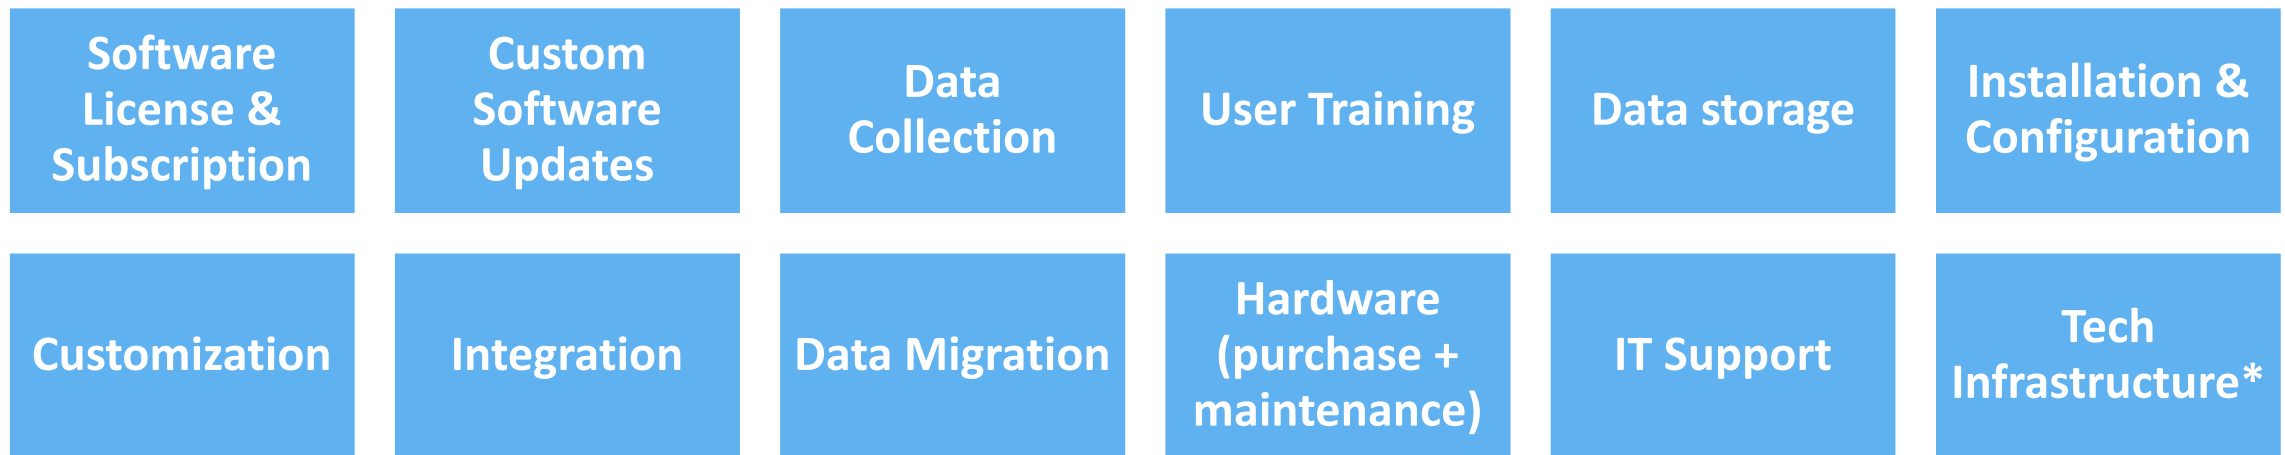 Software
License &
Subscription
Custom
Software
Updates
Data
Collection
User Training
Data storage
Installation &
Configuration
Customization
Integration
Data Migration
Hardware
(purchase +
maintenance)
IT Support
Tech
Infrastructure*